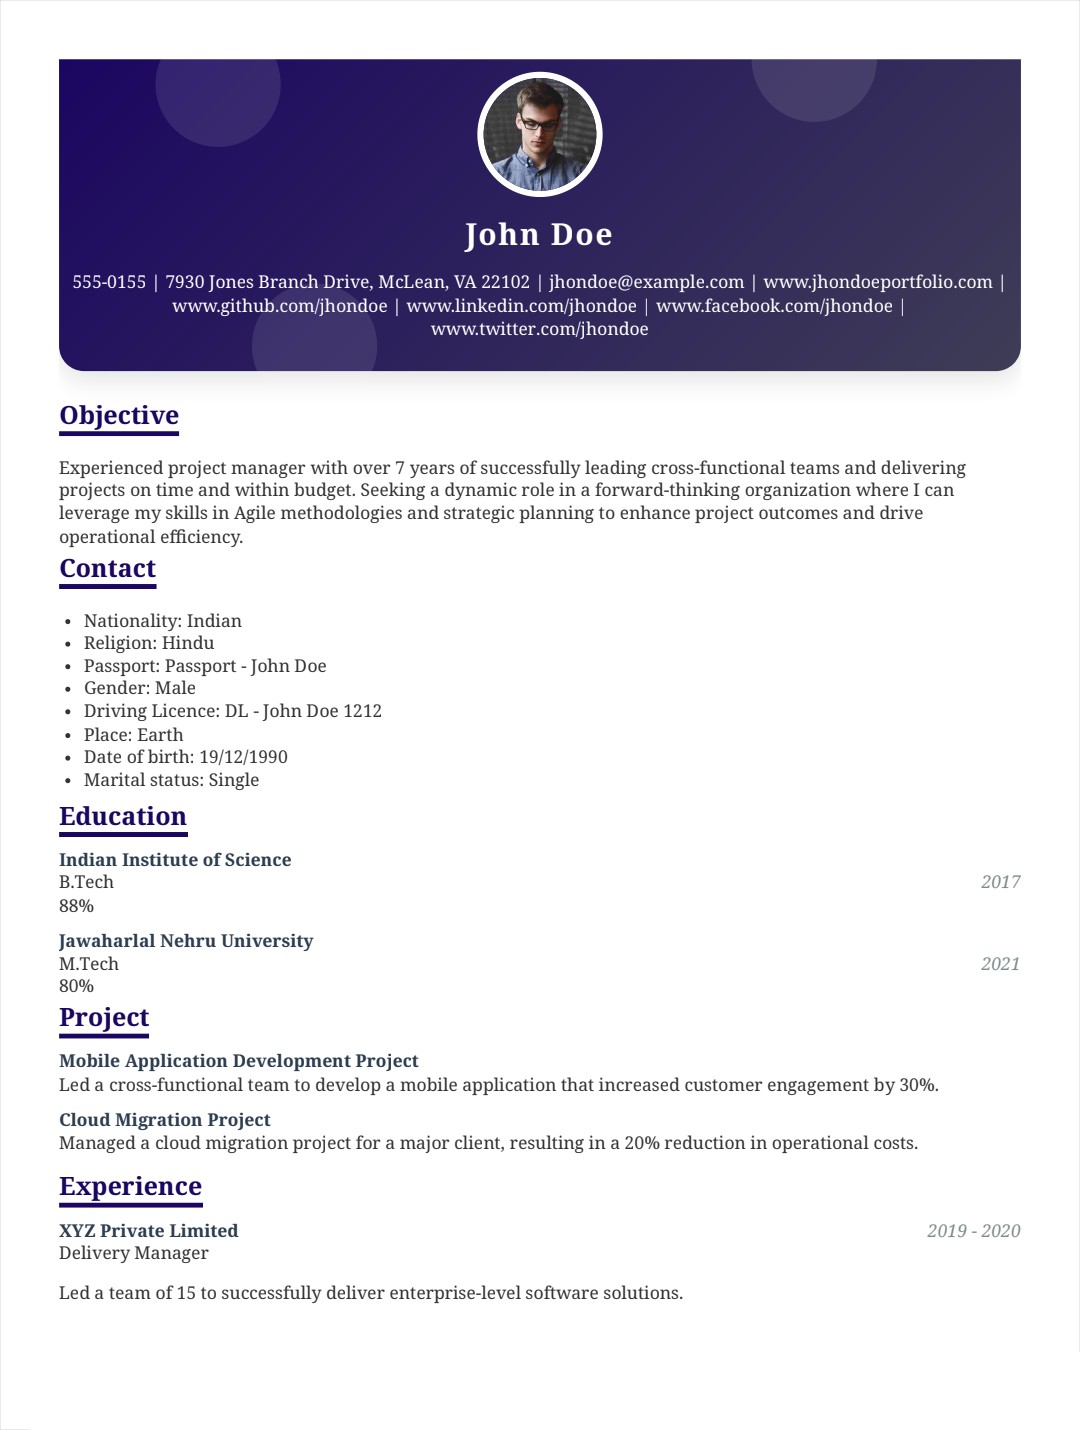 John Doe
555-0155 | 7930 Jones Branch Drive, McLean, VA 22102 | jhondoe@example.com | www.jhondoeportfolio.com |
www.github.com/jhondoe | www.linkedin.com/jhondoe | www.facebook.com/jhondoe |
www.twitter.com/jhondoe
Objective
Experienced project manager with over 7 years of successfully leading cross-functional teams and delivering
projects on time and within budget. Seeking a dynamic role in a forward-thinking organization where I can
leverage my skills in Agile methodologies and strategic planning to enhance project outcomes and drive
operational efficiency.
Contact
• Nationality: Indian
• Religion: Hindu
• Passport: Passport - John Doe
• Gender: Male
• Driving Licence: DL - John Doe 1212
• Place: Earth
• Date of birth: 19/12/1990
• Marital status: Single
Education
Indian Institute of Science
B.Tech 2017
88%
Jawaharlal Nehru University
M.Tech 2021
80%
Project
Mobile Application Development Project
Led a cross-functional team to develop a mobile application that increased customer engagement by 30%.
Cloud Migration Project
Managed a cloud migration project for a major client, resulting in a 20% reduction in operational costs.
Experience
XYZ Private Limited 2019 - 2020
Delivery Manager
Led a team of 15 to successfully deliver enterprise-level software solutions.